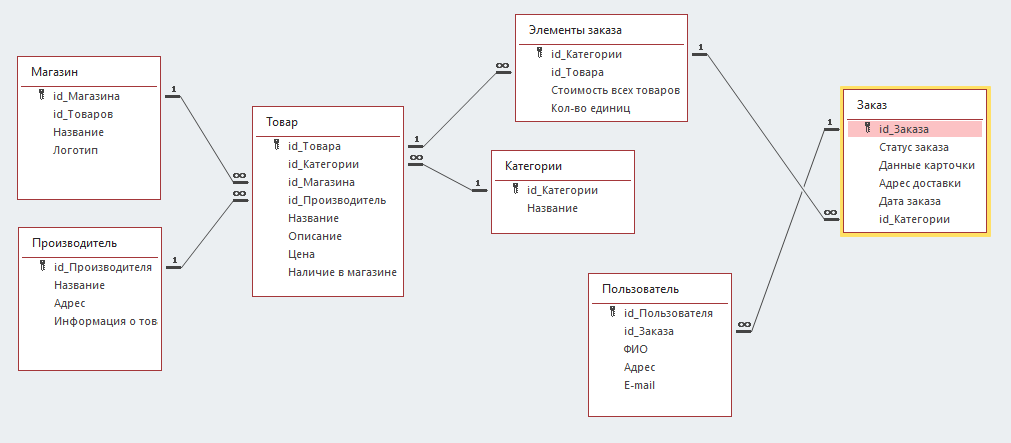 Магазин
id_Магазина
id_Товаров
Название
Логотип
Производитель
id_Производителя
Название
Адрес
Информация о тов
Товар
id_Товара
id_Категории
id_Магазина
id_Производитель
Название
Описание
Цена
Наличие в магазине
Элементы заказа
id_Категории
id_Товара
Стоимость всех товаров
Кол-во единиц
Категории
id_Категории
Название
Пользователь
id_Пользователя
id_Заказа
ФИО
Адрес
E-mail
Заказ
id_Заказа
Статус заказа
Данные карточки
Адрес доставки
Дата заказа
id_Категории
1
∞
1
∞
1
∞
1
∞
1
∞
1
∞